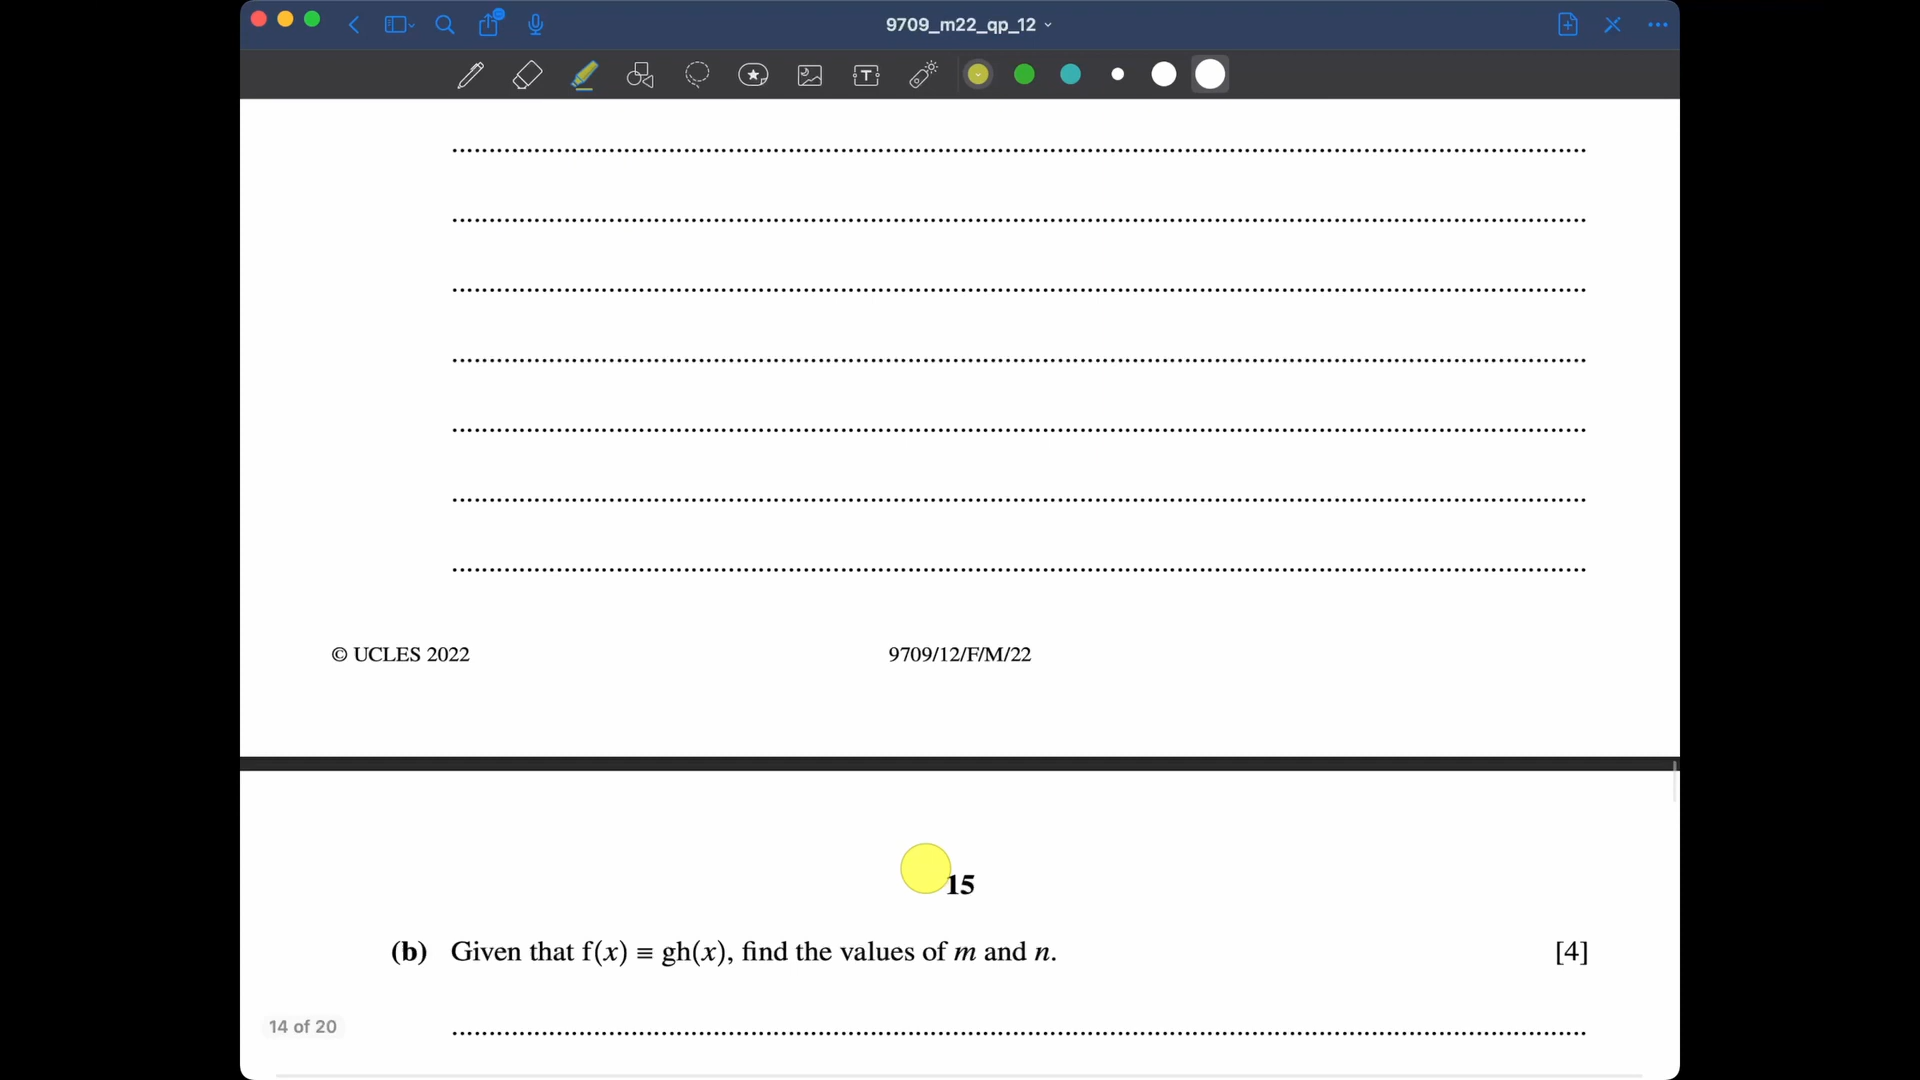 9709_m22_qp_12
© UCLES 2022
9709/12/F/M/22
15
(b) Given that f(x) ≡ gh(x), find the values of m and n. [4]
14 of 20